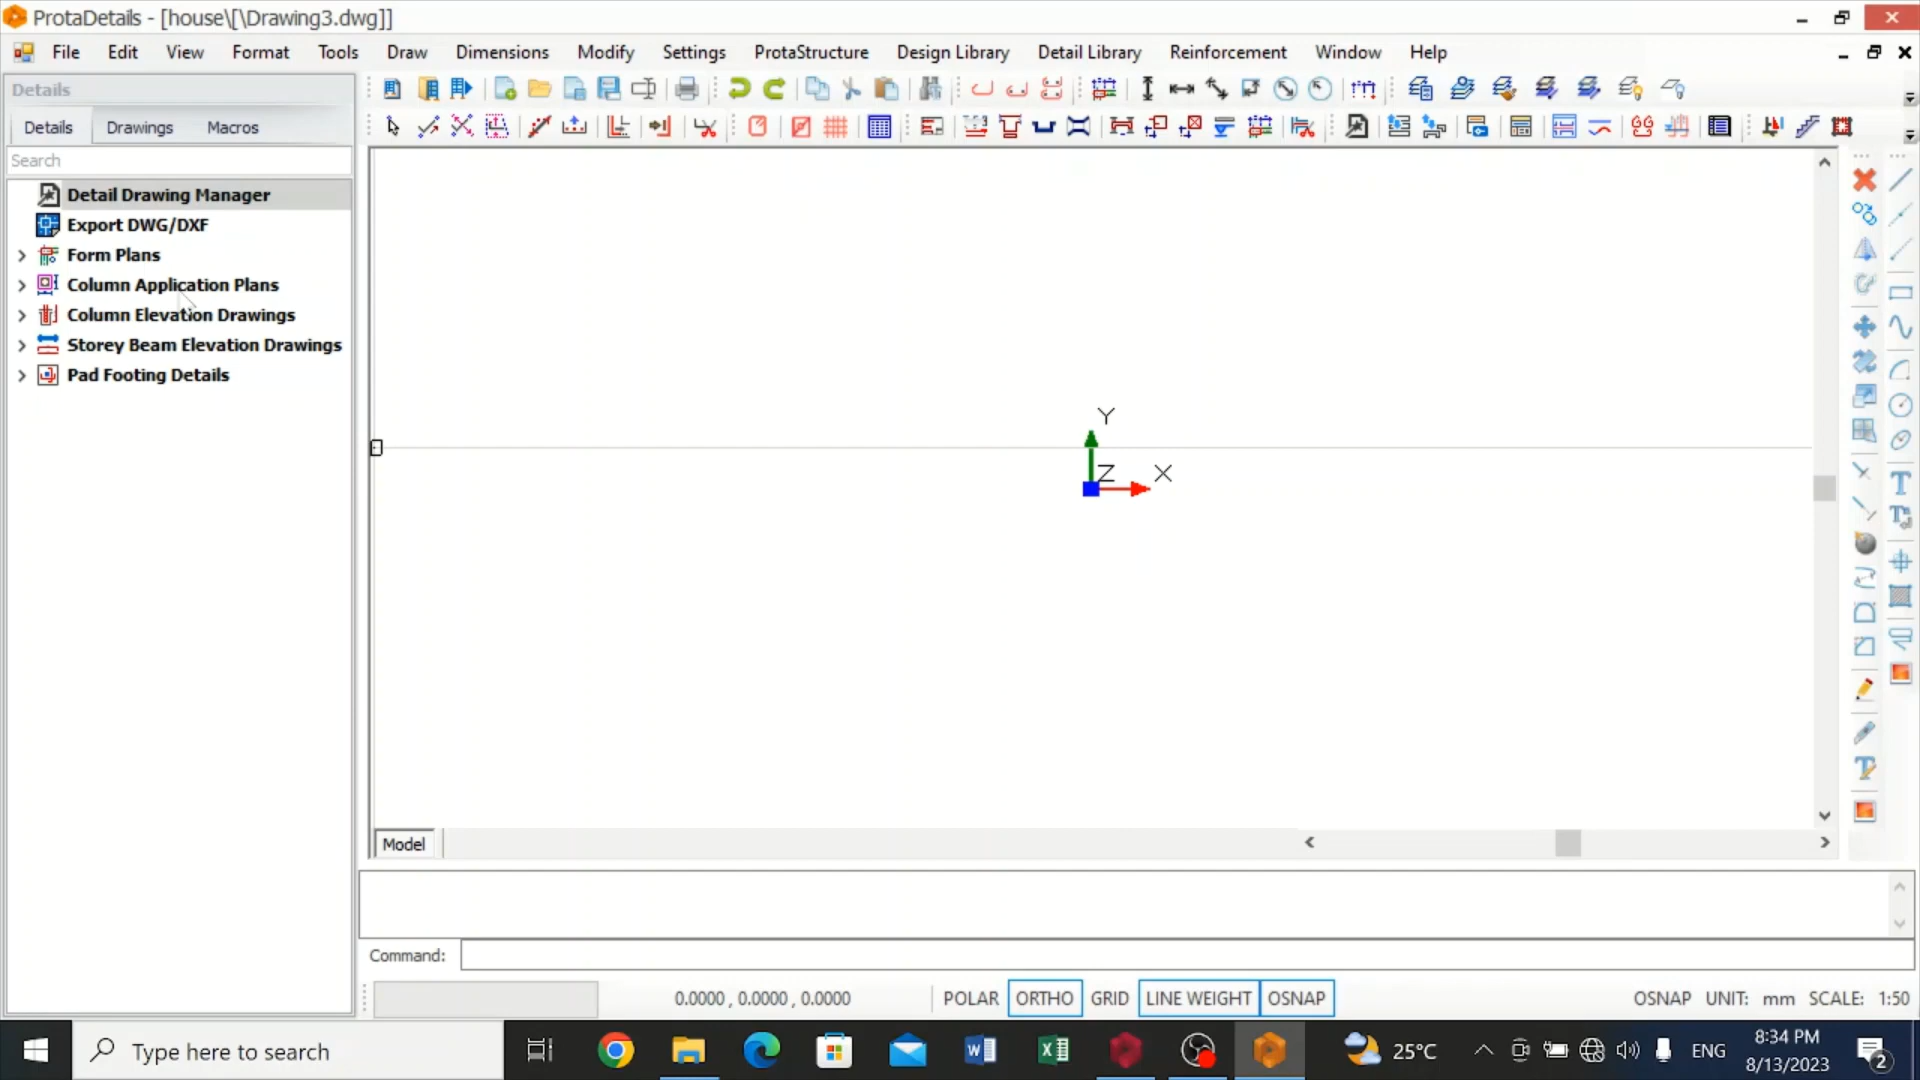 ProtaDetails - [house\[\Drawing3.dwg]]
File Edit View Format Tools Draw Dimensions Modify Settings ProtaStructure Design Library Detail Library Reinforcement Window Help
Details
Details Drawings Macros
Search
Detail Drawing Manager
Export DWG/DXF
Form Plans
Column Application Plans
Column Elevation Drawings
Storey Beam Elevation Drawings
Pad Footing Details
Y
Z X
Model
Command:
0.0000 , 0.0000 , 0.0000 POLAR ORTHO GRID LINE WEIGHT OSNAP OSNAP UNIT: mm SCALE: 1:50
Type here to search 25°C ENG 8:34 PM
8/13/2023 2